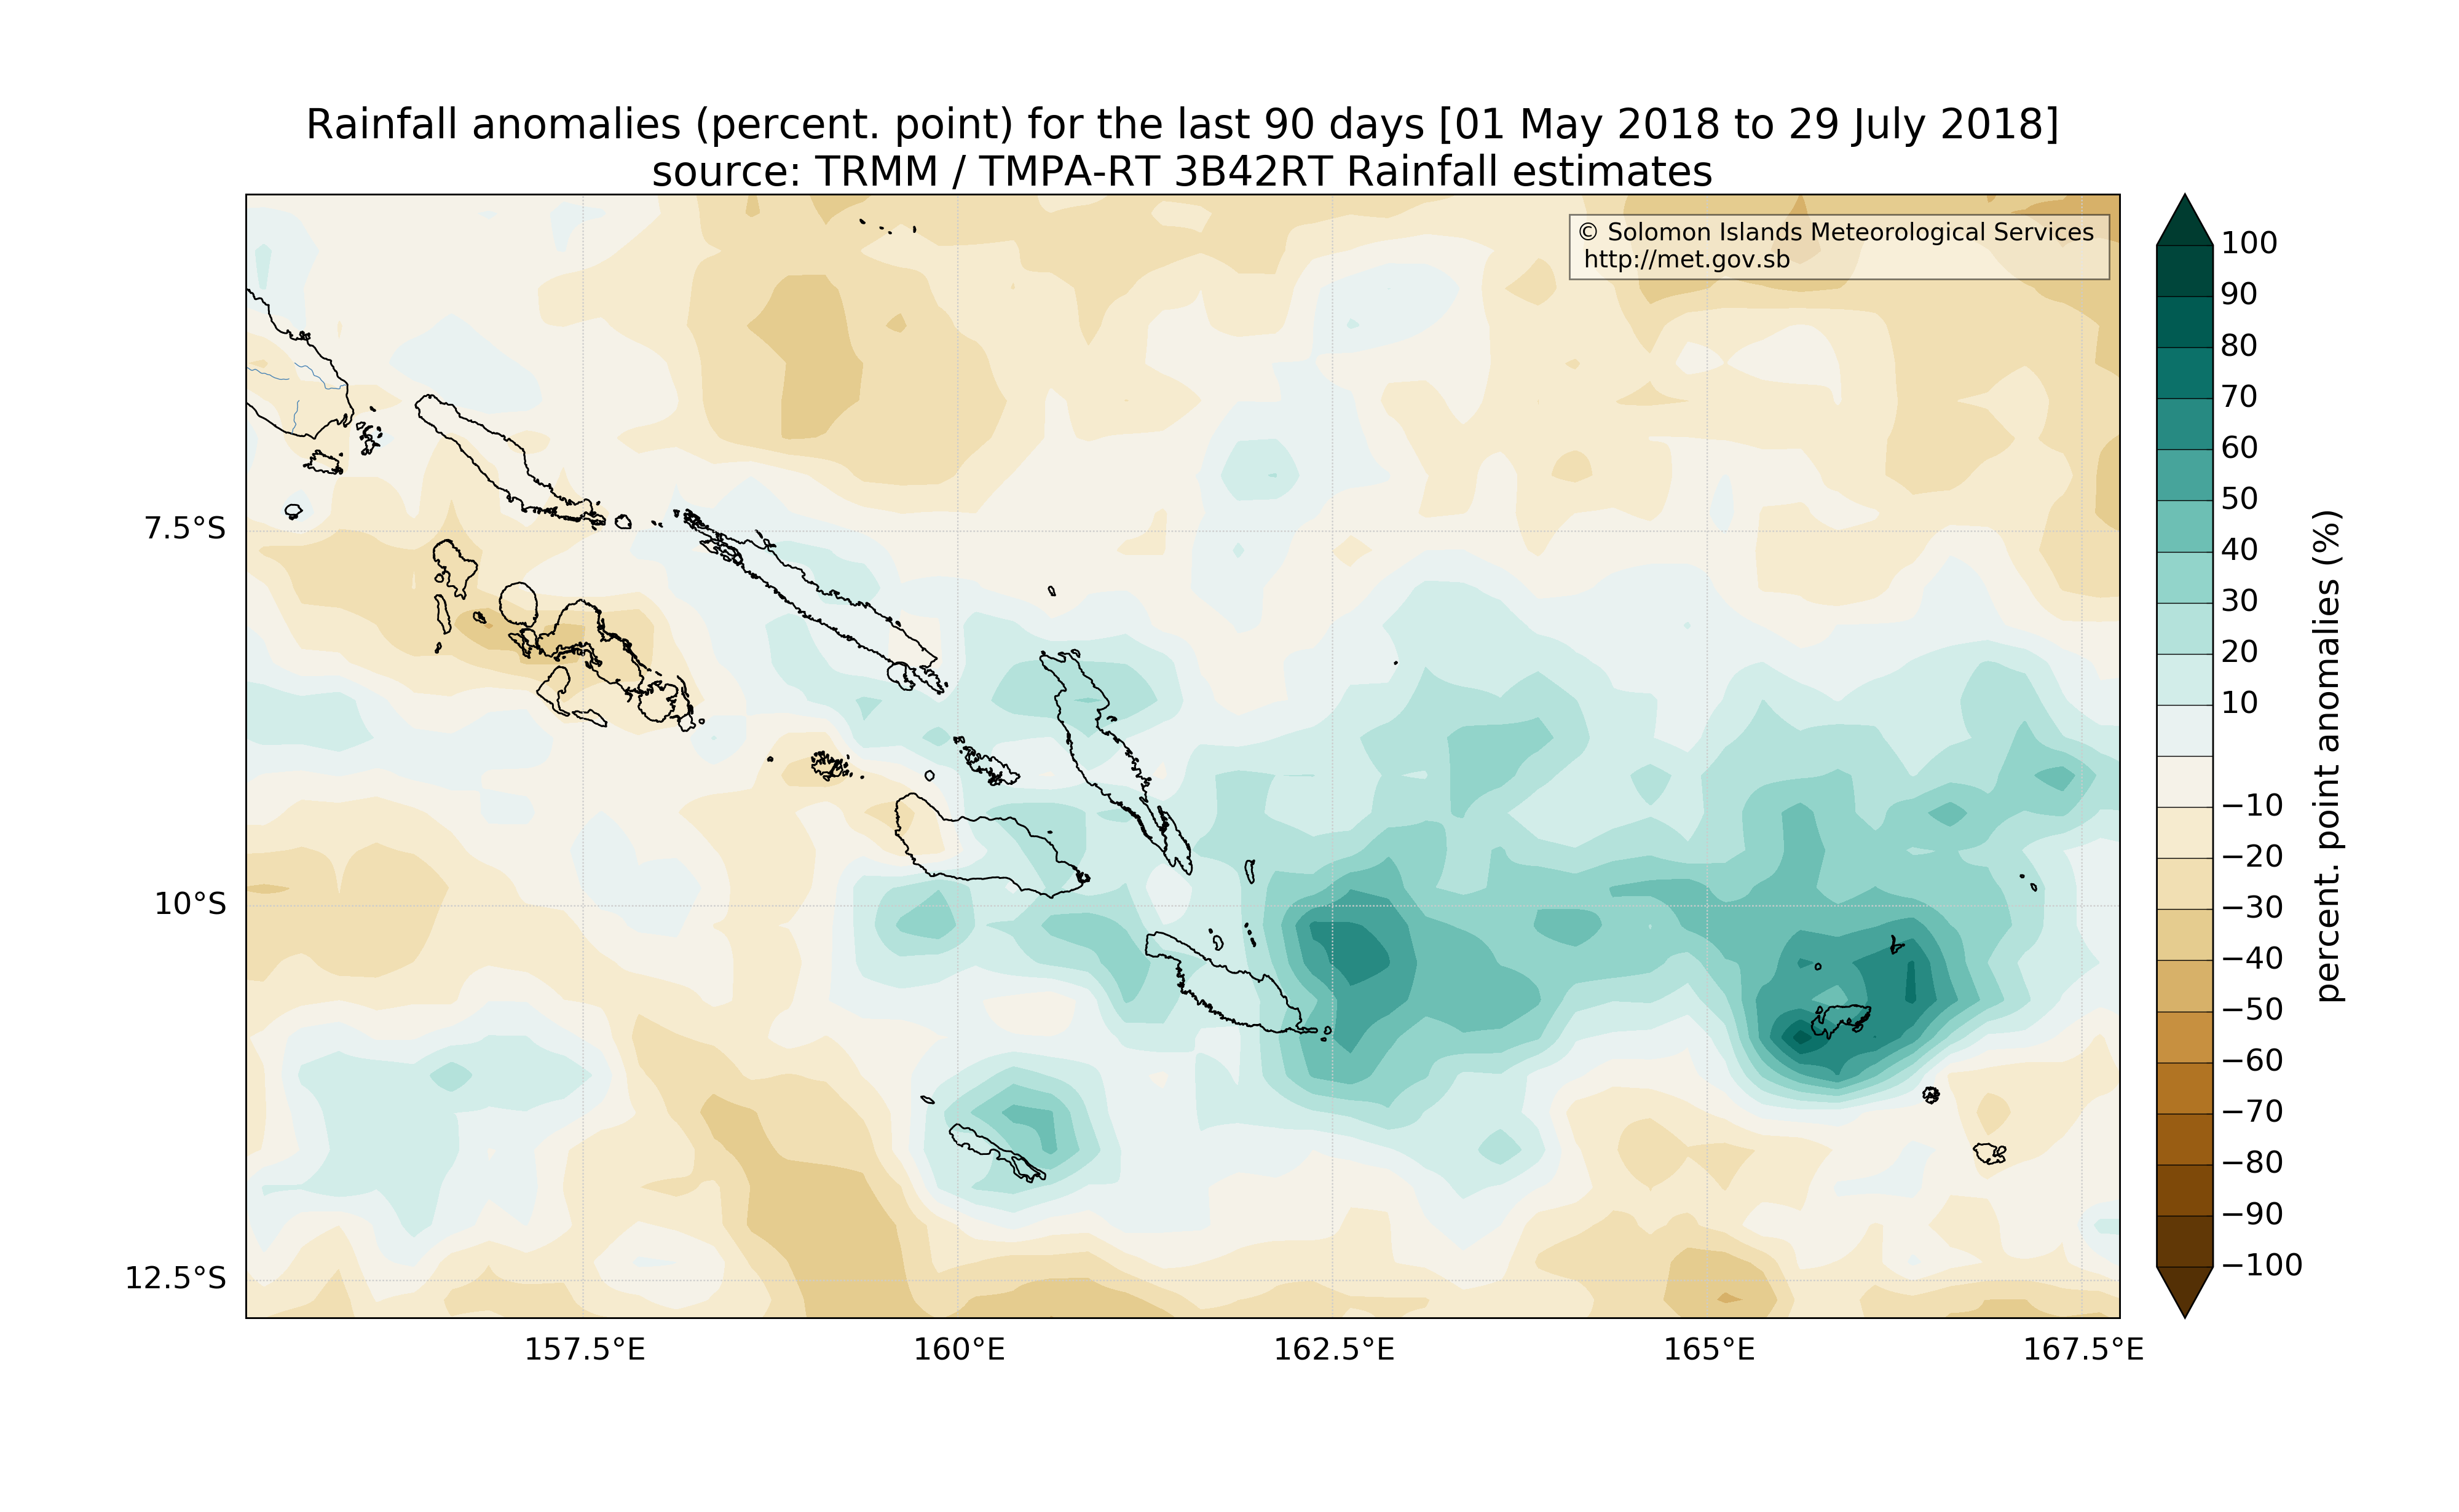 Rainfall anomalies (percent. point) for the last 90 days [01 May 2018 to 29 July 2018]
source: TRMM / TMPA-RT 3B42RT Rainfall estimates
© Solomon Islands Meteorological Services
http://met.gov.sb
7.5°S
10°S
12.5°S
157.5°E
160°E
162.5°E
165°E
167.5°E
100
90
80
70
60
50
40
30
20
10
−10
−20
−30
−40
−50
−60
−70
−80
−90
−100
percent. point anomalies (%)